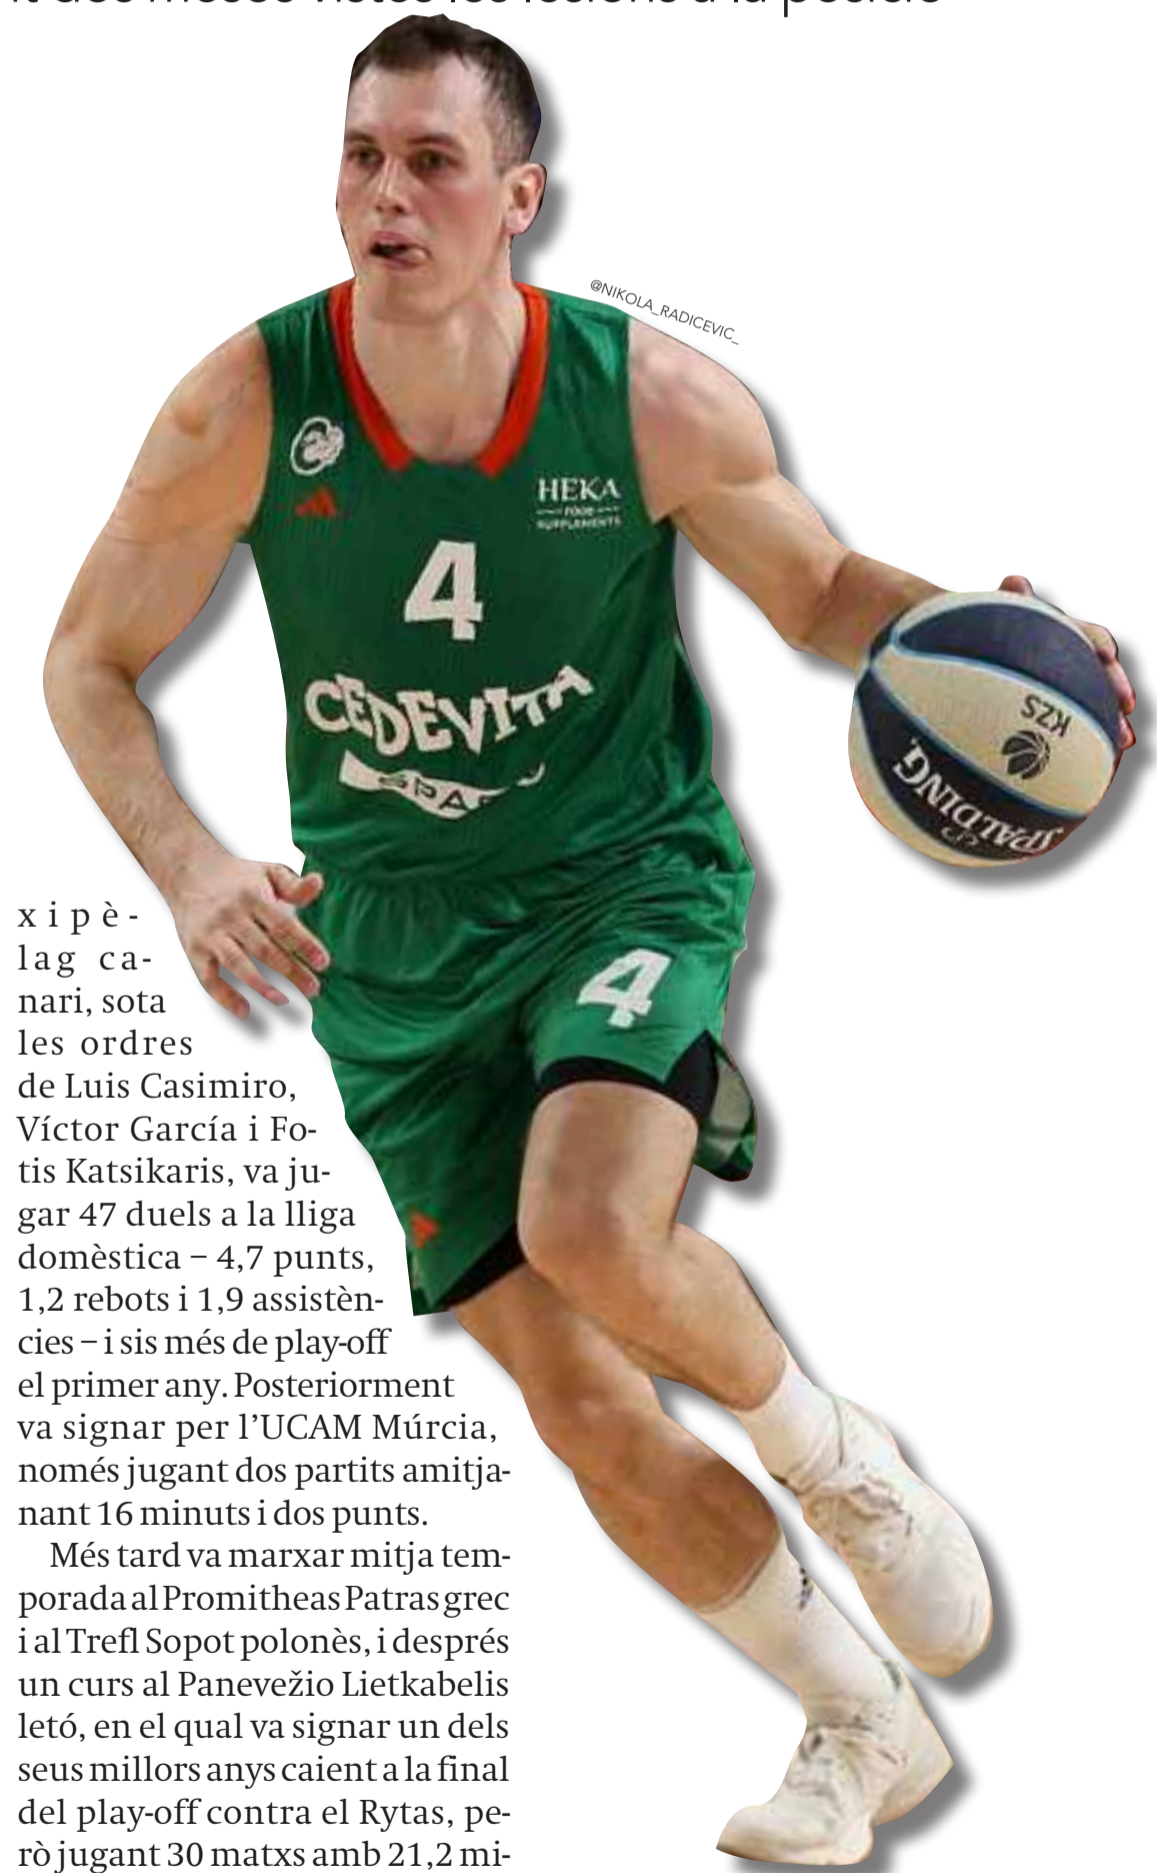 @NIKOLA_RADICEVIC_
HEKA
FOOD
SUPPLEMENTS
4
CEDEVITA
KZS
SPALDING
4
xipè-
lag ca-
nari, sota
les ordres
de Luis Casimiro,
Víctor García i Fo-
tis Katsikaris, va ju-
gar 47 duels a la lliga
domèstica – 4,7 punts,
1,2 rebots i 1,9 assistèn-
cies – i sis més de play-off
el primer any. Posteriorment
va signar per l’UCAM Múrcia,
només jugant dos partits amitja-
nant 16 minuts i dos punts.
Més tard va marxar mitja tem-
porada al Promitheas Patras grec
i al Trefl Sopot polonès, i després
un curs al Panevežio Lietkabelis
letó, en el qual va signar un dels
seus millors anys caient a la final
del play-off contra el Rytas, pe-
rò jugant 30 matxs amb 21,2 mi-